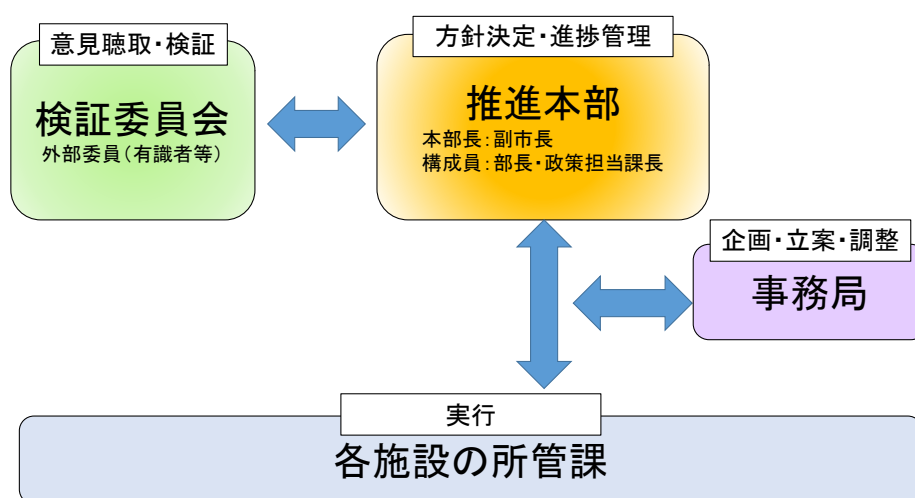 意見聴取・検証
検証委員会
外部委員（有識者等）
方針決定・進捗管理
推進本部
本部長：副市長
構成員：部長・政策担当課長
企画・立案・調整
事務局
実行
各施設の所管課